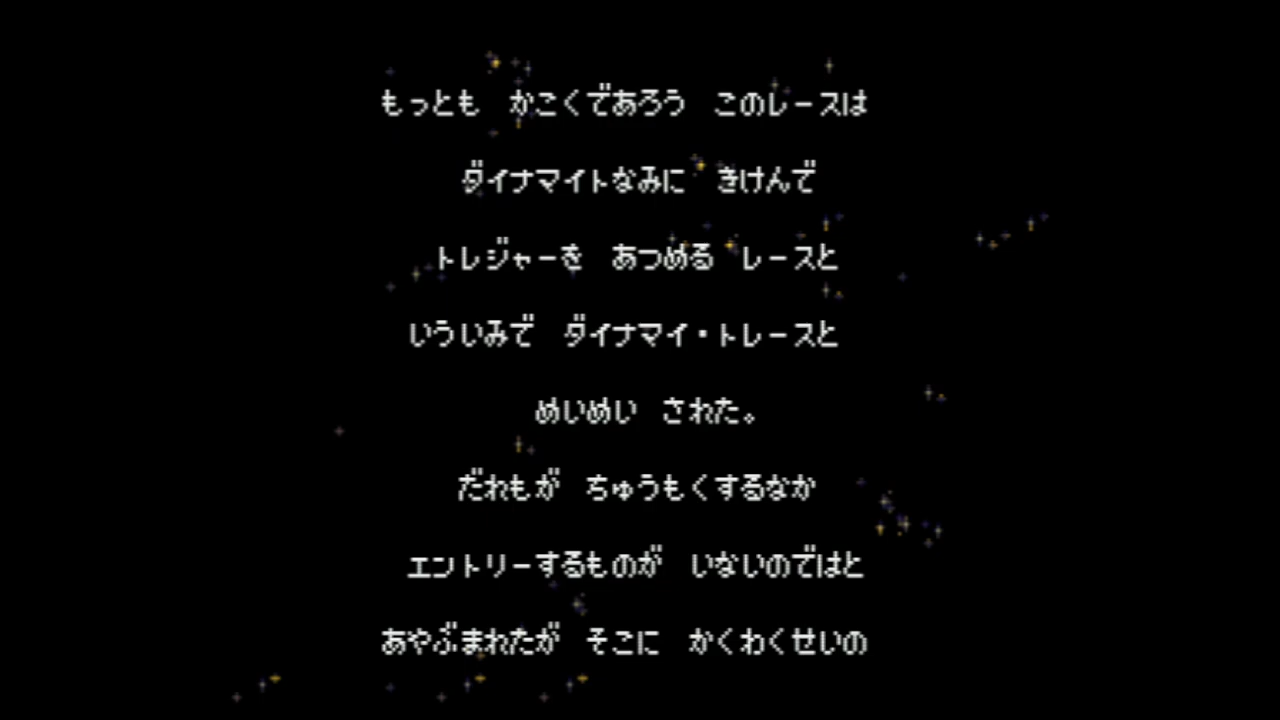 もっとも　かこくであろう　このレースは
ダイナマイトなみに　きけんで
トレジャーを　あつめる　レースと
いういみで　ダイナマイ・トレースと
めいめい　された。
だれもが　ちゅうもくするなか
エントリーするものが　いないのではと
あやぶまれたが　そこに　かくわくせいの